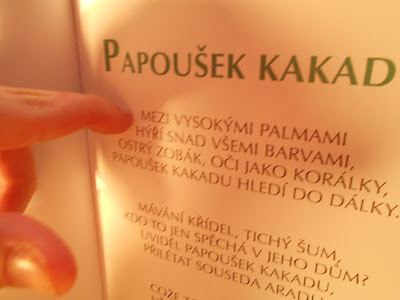 PAPOUŠEK KAKAD
MEZI VYSOKÝMI PALMAMI
HÝŘÍ SNAD VŠEMI BARVAMI,
OSTRÝ ZOBÁK, OČI JAKO KORÁLKY,
PAPOUŠEK KAKADU HLEDÍ DO DÁLKY.
MÁVÁNÍ KŘÍDEL, TICHÝ ŠUM,
KDO TO JEN SPĚCHÁ V JEHO DŮM?
UVIDĚL PAPOUŠEK KAKADU,
PŘILÉTAT SOUSEDA ARADU
COŽE